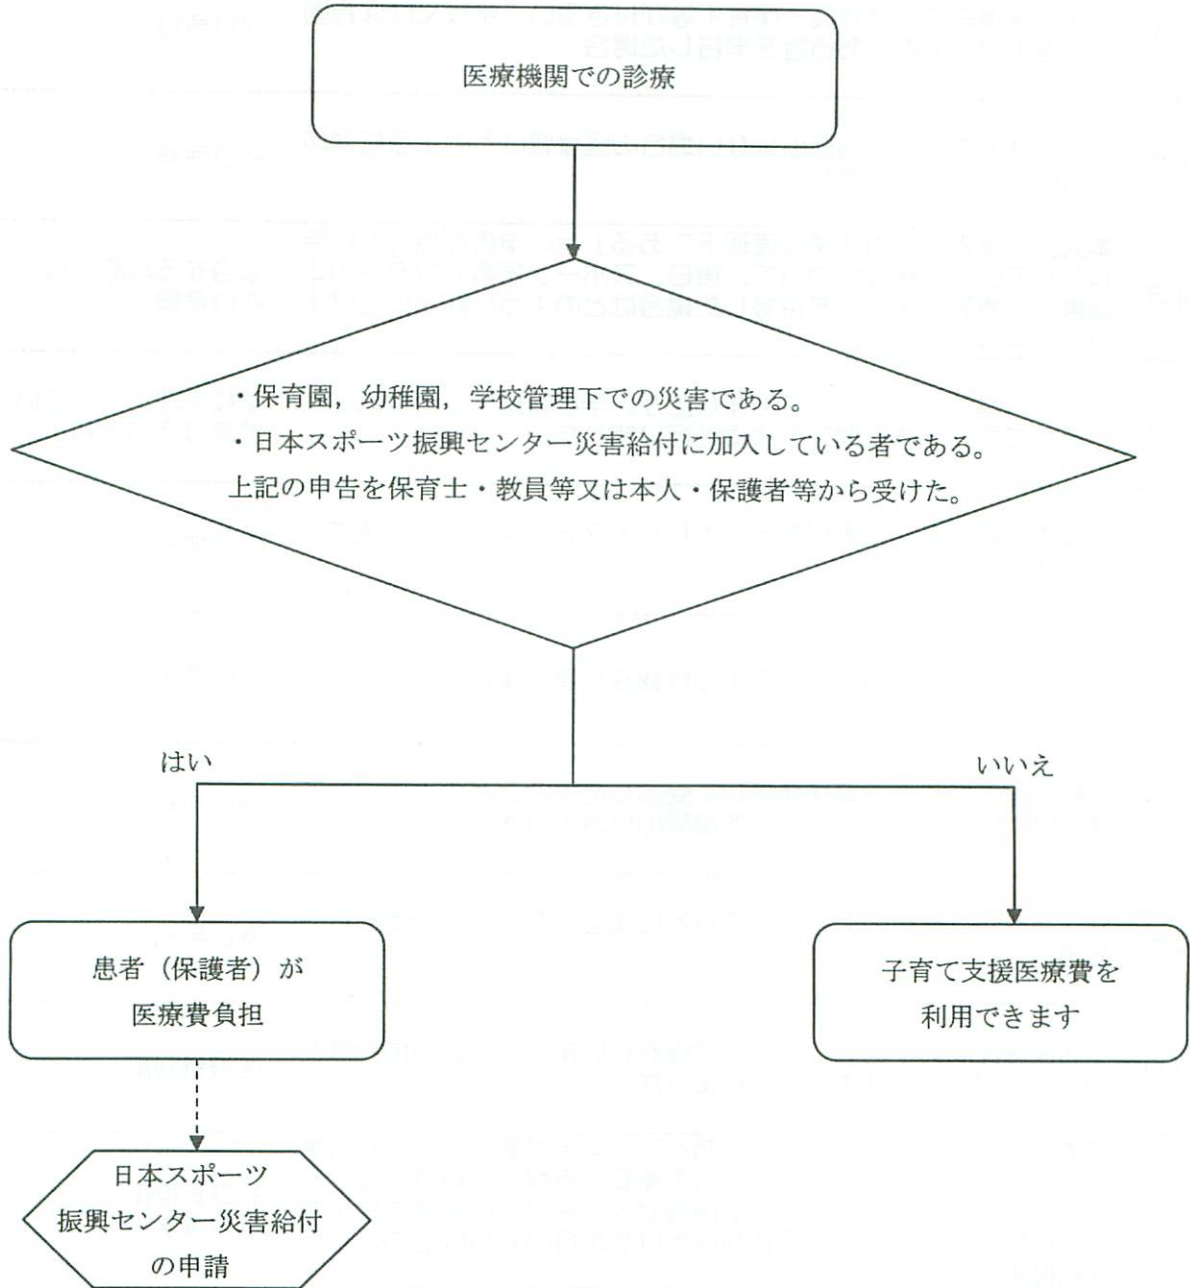 医療機関での診療
・保育園，幼稚園，学校管理下での災害である。
・日本スポーツ振興センター災害給付に加入している者である。
上記の申告を保育士・教員等又は本人・保護者等から受けた。
はい
いいえ
患者（保護者）が
医療費負担
子育て支援医療費を
利用できます
日本スポーツ
振興センター災害給付
の申請